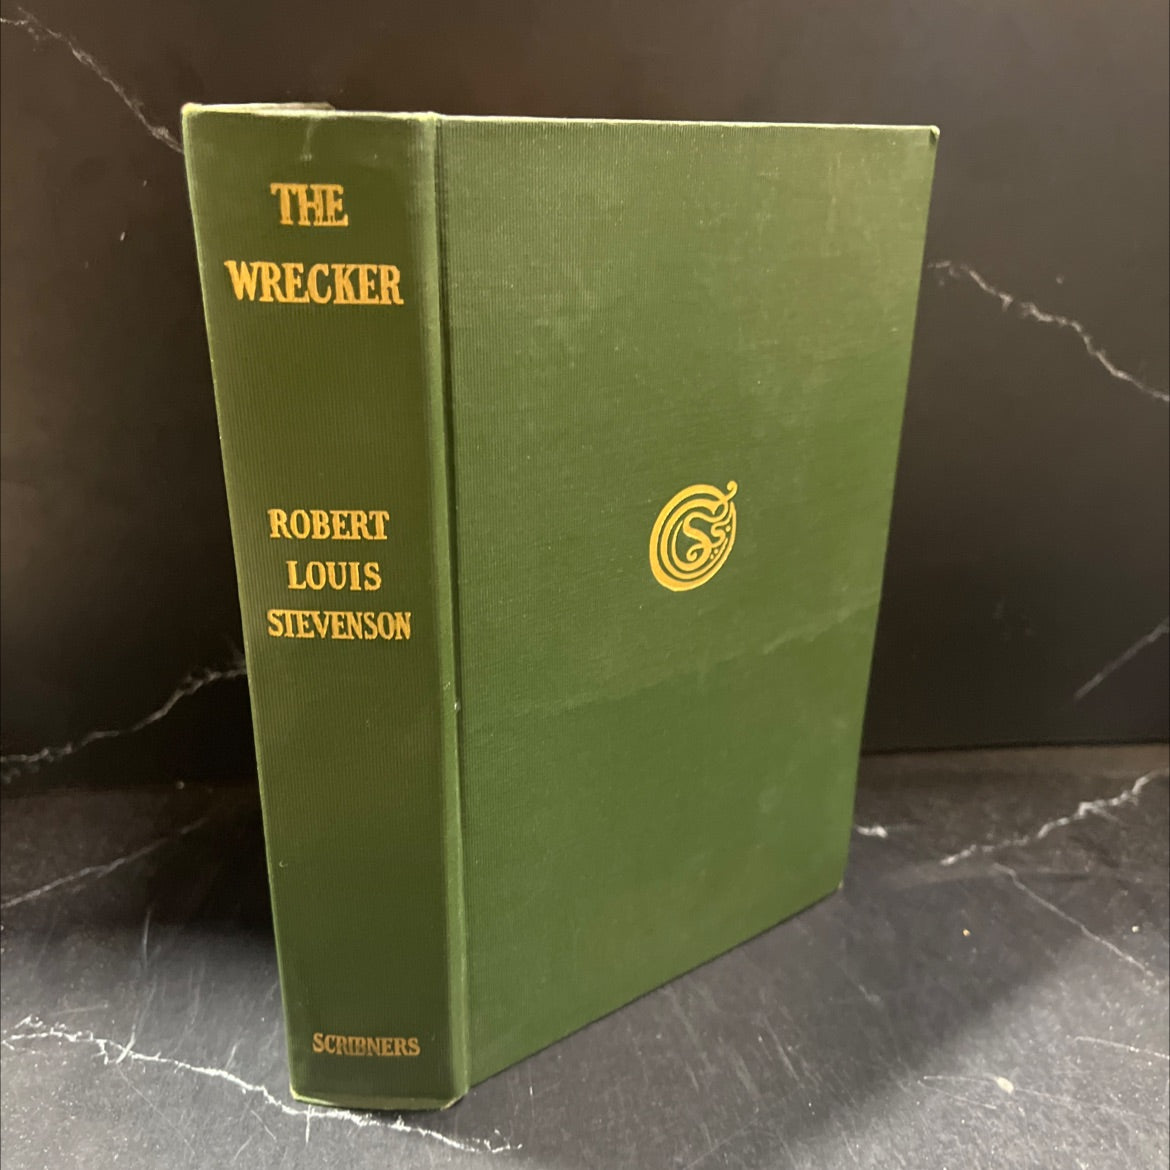 THE
WRECKER
ROBERT
LOUIS
STEVENSON
SCRIBNERS